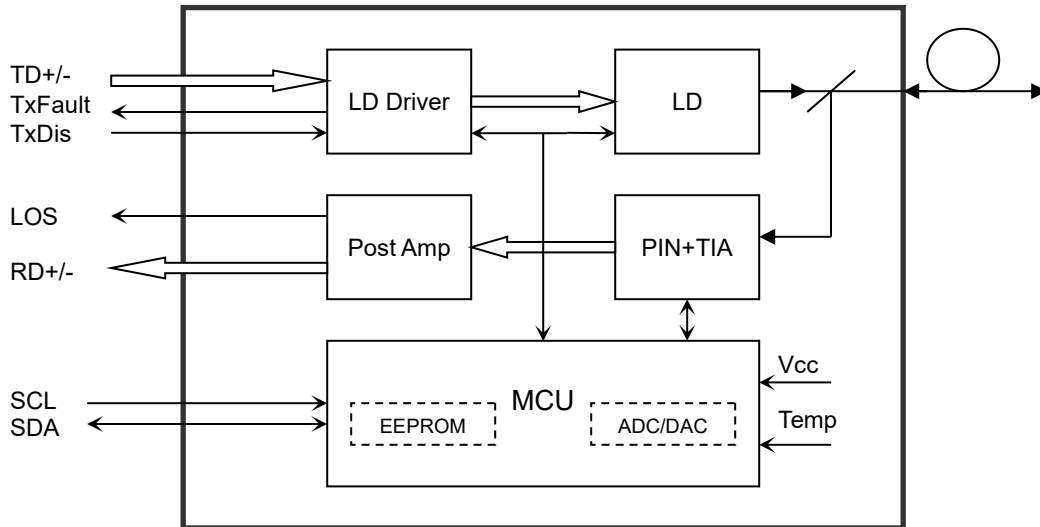 TD+/-
TxFault
TxDis
LD Driver
LD
LOS
RD+/-
Post Amp
PIN+TIA
SCL
SDA
MCU
EEPROM
ADC/DAC
Vcc
Temp